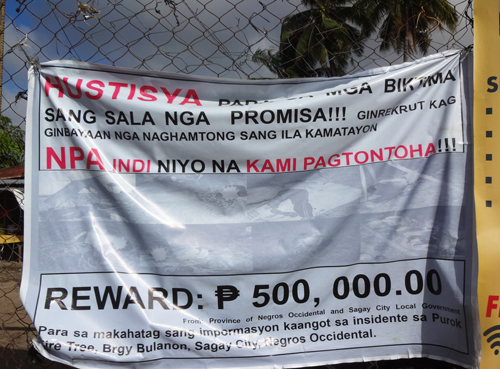 HUSTISYA PARA SA MGA BIKTIMA
SANG SALA NGA PROMISA!!! GINREKRUT KAG
GINBAYAAN NGA NAGHAMTONG SANG ILA KAMATAYON
NPA INDI NIYO NA KAMI PAGTONTOHA!!!
REWARD: ₱ 500, 000.00
From: Province of Negros Occidental and Sagay City Local Government
Para sa makahatag sang impormasyon kaangot sa insidente sa Purok
Fire Tree, Brgy Bulanon, Sagay City, Negros Occidental.